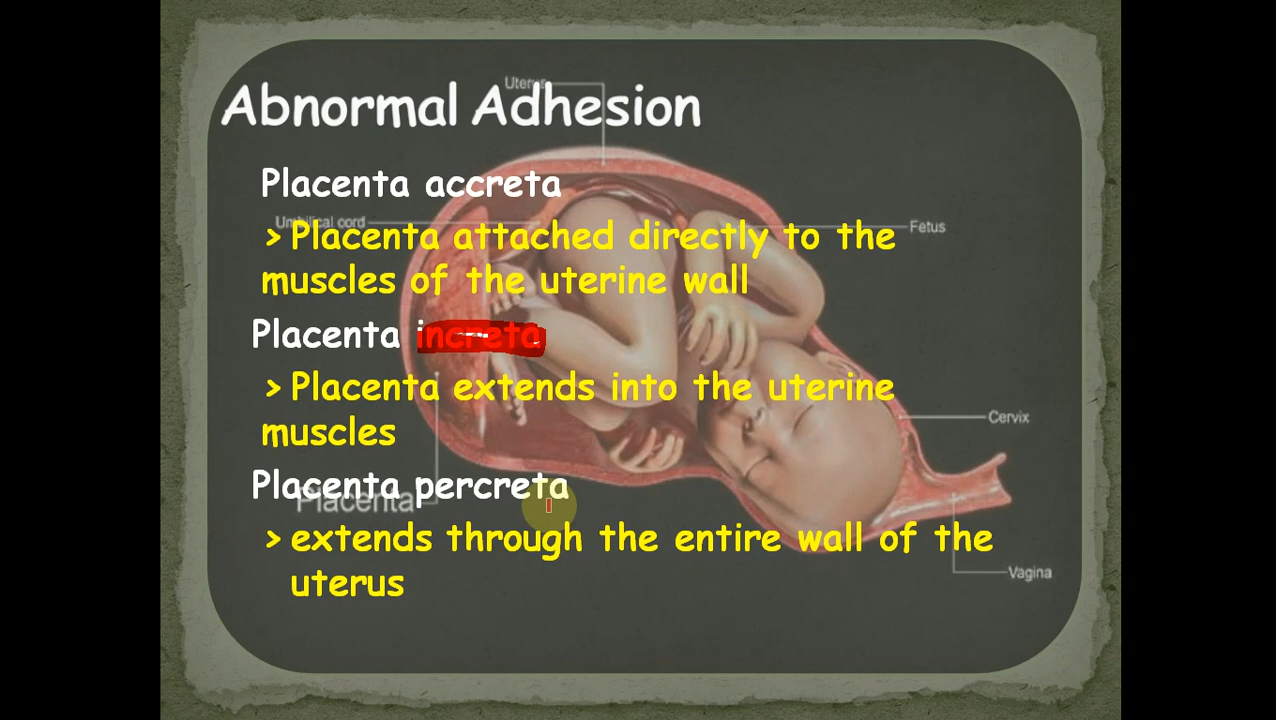 Uterus
Abnormal Adhesion
Placenta accreta
Umbilical cord
Fetus
> Placenta attached directly to the
muscles of the uterine wall
Placenta increta
> Placenta extends into the uterine
muscles
Cervix
Placenta percreta
Placenta
> extends through the entire wall of the
uterus
Vagina